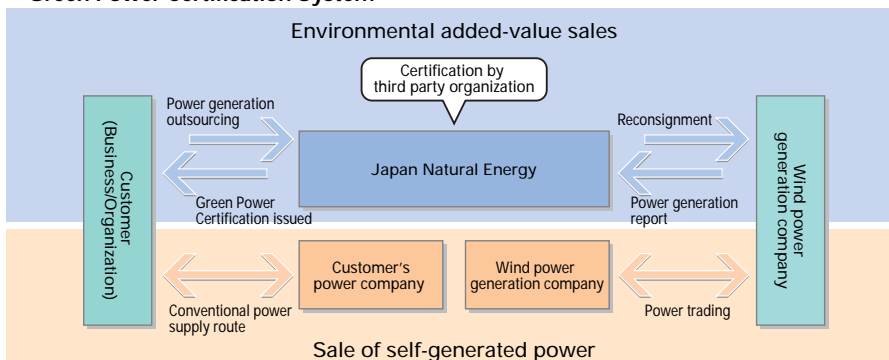 Green Power Certification System
Environmental added-value sales
Certification by
third party organization
Power generation
outsourcing
Reconsignment
Customer
(Business/Organization)
Japan Natural Energy
Wind power
generation company
Green Power
Certification issued
Power generation
report
Customer's
power company
Wind power
generation company
Conventional power
supply route
Power trading
Sale of self-generated power